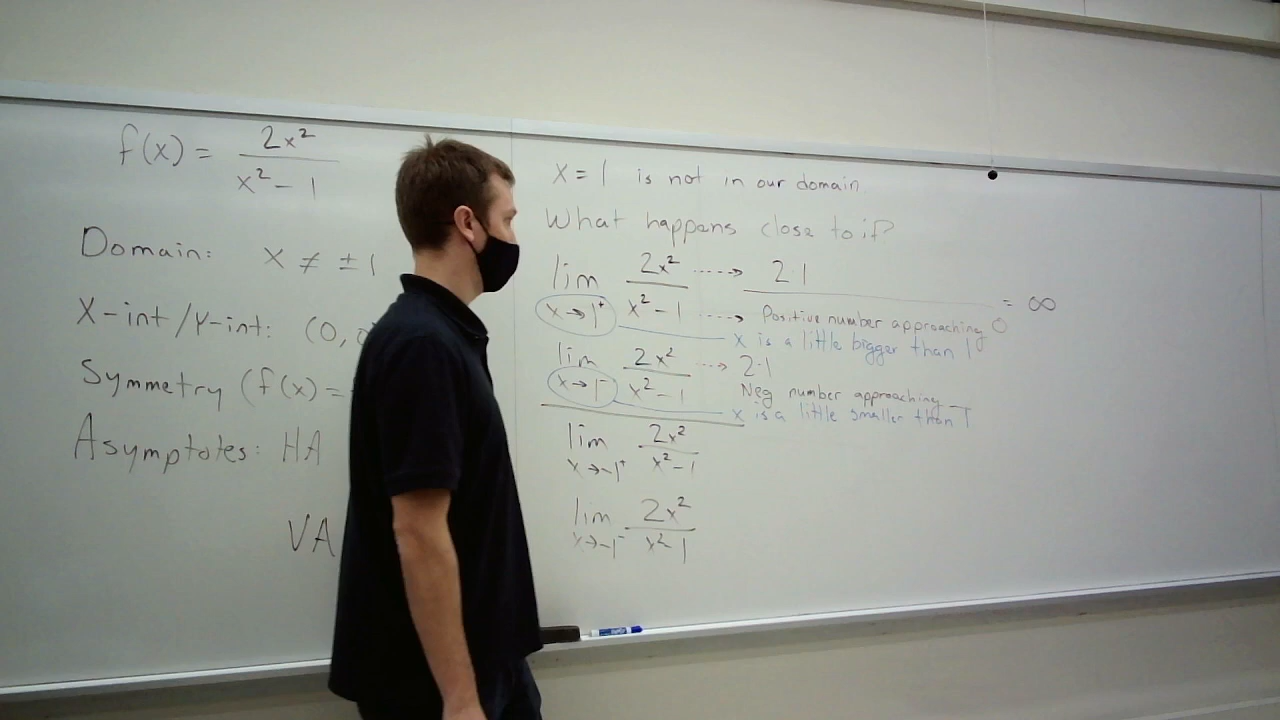 f(x) = 2x²
x² - 1
Domain: x ≠ ± 1
X-int/Y-int: (0,0
Symmetry (f(x) =
Asymptotes: HA
VA
X = 1 is not in our domain.
What happens close to it?
lim 2x² ----> 2·1
x→1⁺ x² - 1 ----> Positive number approaching 0 = ∞
x is a little bigger than 1
lim 2x² ---> 2·1
x→1⁻ x² - 1 Neg number approaching
x is a little smaller than 1
lim 2x²
x→-1⁺ x² - 1
lim 2x²
x→-1⁻ x² - 1